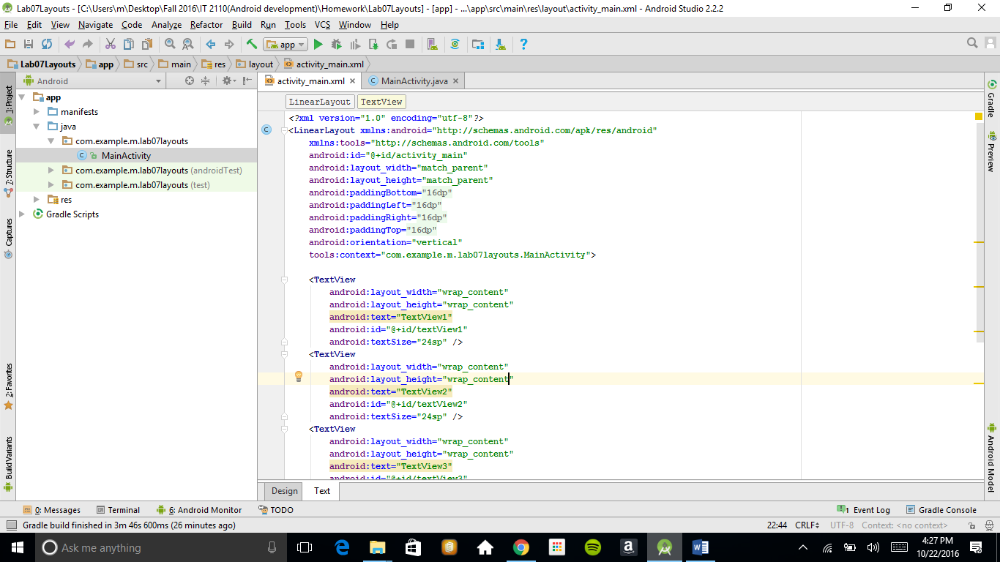 Lab07Layouts - [C:\Users\m\Desktop\Fall 2016\IT 2110(Android development)\Homework\Lab07Layouts] - [app] - ...\app\src\main\res\layout\activity_main.xml - Android Studio 2.2.2
File Edit View Navigate Code Analyze Refactor Build Run Tools VCS Window Help
app
Lab07Layouts app src main res layout activity_main.xml
1: Project
7: Structure
Captures
2: Favorites
Build Variants
Android
app
manifests
java
com.example.m.lab07layouts
MainActivity
com.example.m.lab07layouts (androidTest)
com.example.m.lab07layouts (test)
res
Gradle Scripts
activity_main.xml MainActivity.java
LinearLayout TextView
<?xml version="1.0" encoding="utf-8"?>
<LinearLayout xmlns:android="http://schemas.android.com/apk/res/android"
xmlns:tools="http://schemas.android.com/tools"
android:id="@+id/activity_main"
android:layout_width="match_parent"
android:layout_height="match_parent"
android:paddingBottom="16dp"
android:paddingLeft="16dp"
android:paddingRight="16dp"
android:paddingTop="16dp"
android:orientation="vertical"
tools:context="com.example.m.lab07layouts.MainActivity">
<TextView
android:layout_width="wrap_content"
android:layout_height="wrap_content"
android:text="TextView1"
android:id="@+id/textView1"
android:textSize="24sp" />
<TextView
android:layout_width="wrap_content"
android:layout_height="wrap_content"
android:text="TextView2"
android:id="@+id/textView2"
android:textSize="24sp" />
<TextView
android:layout_width="wrap_content"
android:layout_height="wrap_content"
android:text="TextView3"
android:id="@+id/textView3"
Design Text
Gradle
Preview
Android Model
0: Messages Terminal 6: Android Monitor TODO 1 Event Log Gradle Console
Gradle build finished in 3m 46s 600ms (26 minutes ago) 22:44 CRLF UTF-8 Context: <no context>
Ask me anything
4:27 PM
10/22/2016